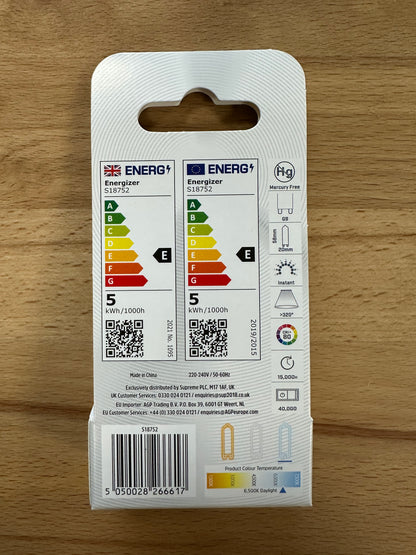 ENERG
Energizer
S18752
A
B
C
D
E
F
G
E
5
kWh/1000h
2021 No. 1095
ENERG
Energizer
S18752
A
B
C
D
E
F
G
E
5
kWh/1000h
2019/2015
Hg
Mercury Free
G9
58mm
20mm
Instant
>320°
CRI
80
15,000h
40,000
Made in China 220-240V / 50-60Hz
Exclusively distributed by Supreme PLC, M17 1AF, UK
UK Customer Services: 0330 024 0121 / enquiries@sup2018.co.uk
EU Importer: AGP Trading B.V. P.O. Box 39, 6001 GT Weert, NL
EU Customer Services: +44 (0) 330 024 0121 / enquiries@AGPeurope.com
S18752
5 050028 266617
Product Colour Temperature
6,500K Daylight